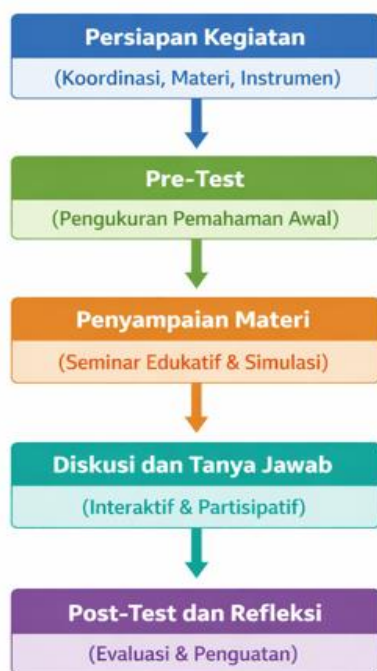 Persiapan Kegiatan
(Koordinasi, Materi, Instrumen)
Pre-Test
(Pengukuran Pemahaman Awal)
Penyampaian Materi
(Seminar Edukatif & Simulasi)
Diskusi dan Tanya Jawab
(Interaktif & Partisipatif)
Post-Test dan Refleksi
(Evaluasi & Penguatan)